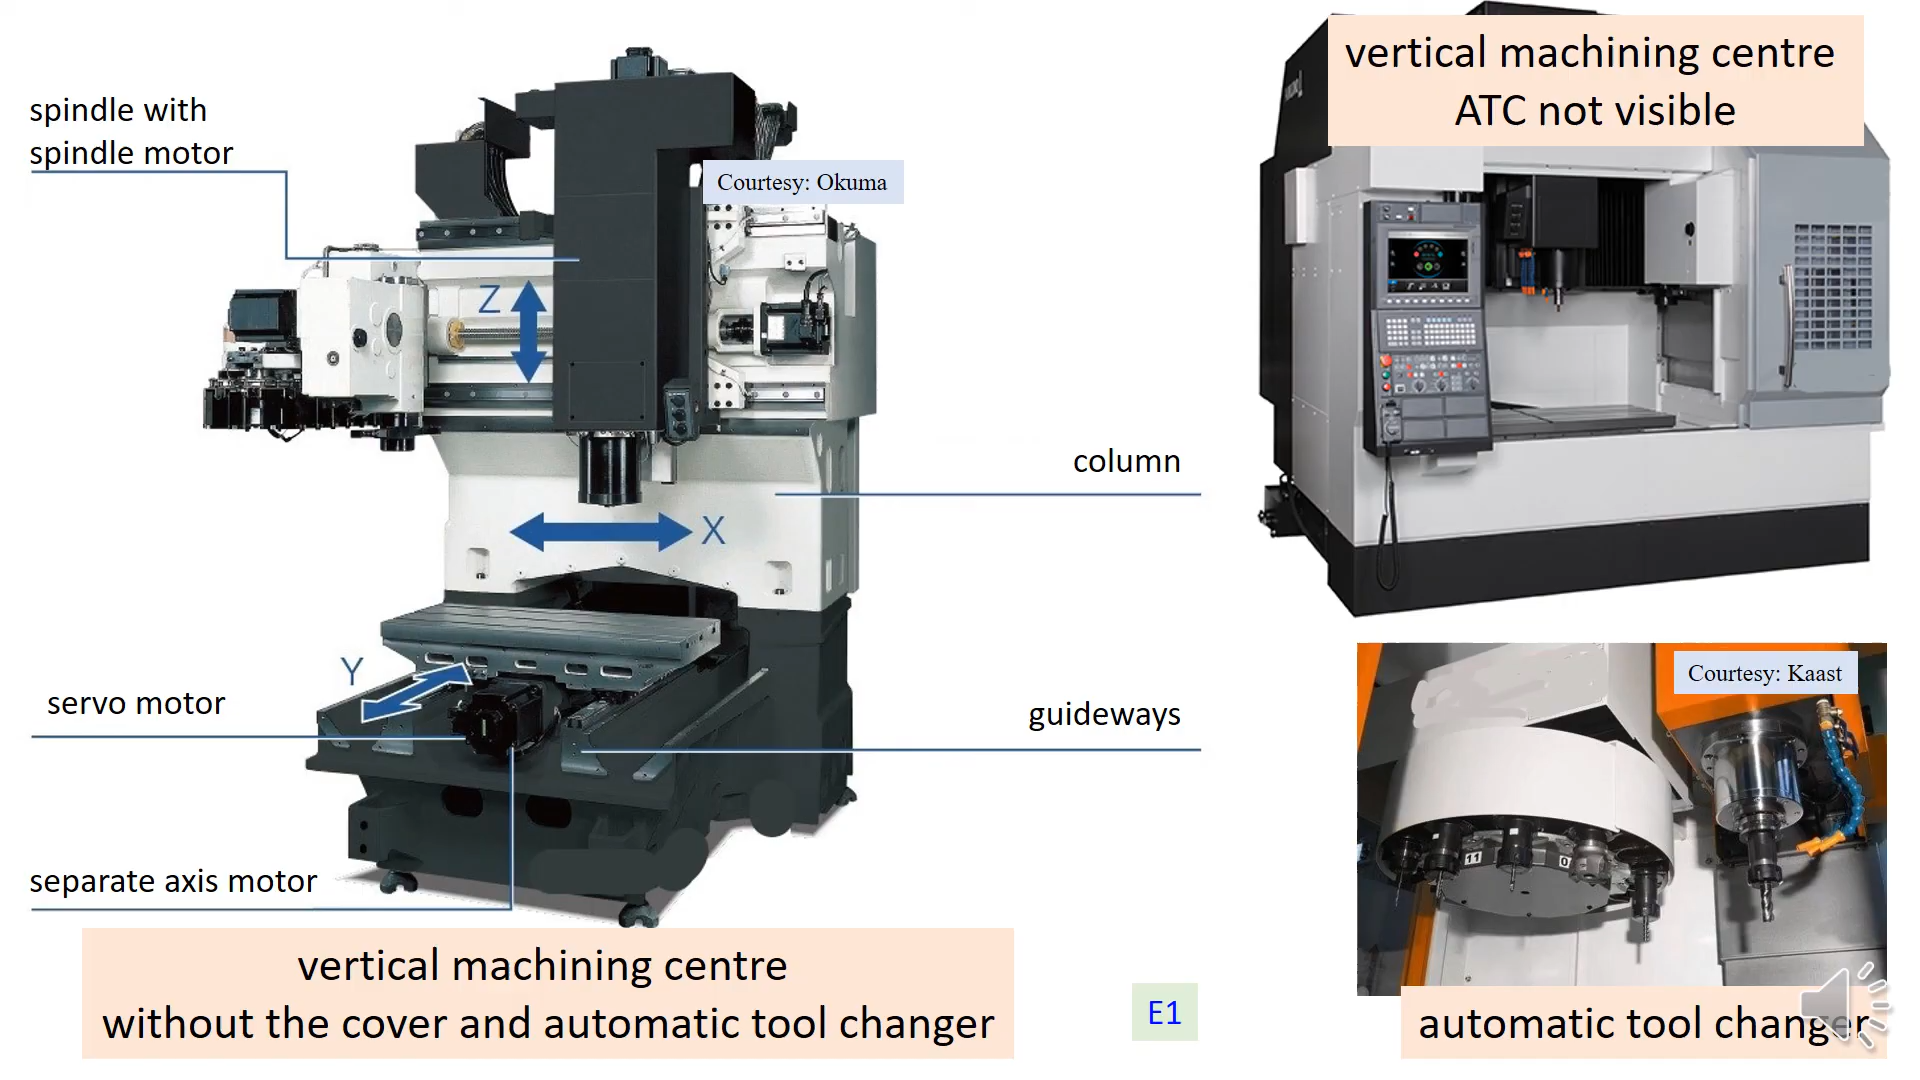 spindle with
spindle motor
Courtesy: Okuma
Z
X
column
Y
servo motor
guideways
separate axis motor
vertical machining centre
without the cover and automatic tool changer
E1
vertical machining centre
ATC not visible
Courtesy: Kaast
11
0
automatic tool changer